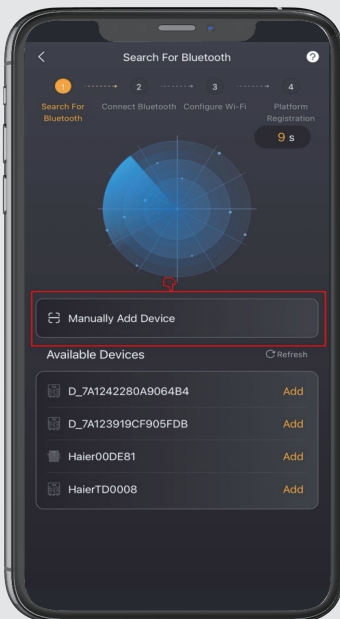 Search For Bluetooth ?
1 2 3 4
Search For Bluetooth
Connect Bluetooth
Configure Wi-Fi
Platform Registration
9 s
Manually Add Device
Available Devices Refresh
D_7A1242280A9064B4 Add
D_7A123919CF905FDB Add
Haier00DE81 Add
HaierTD0008 Add